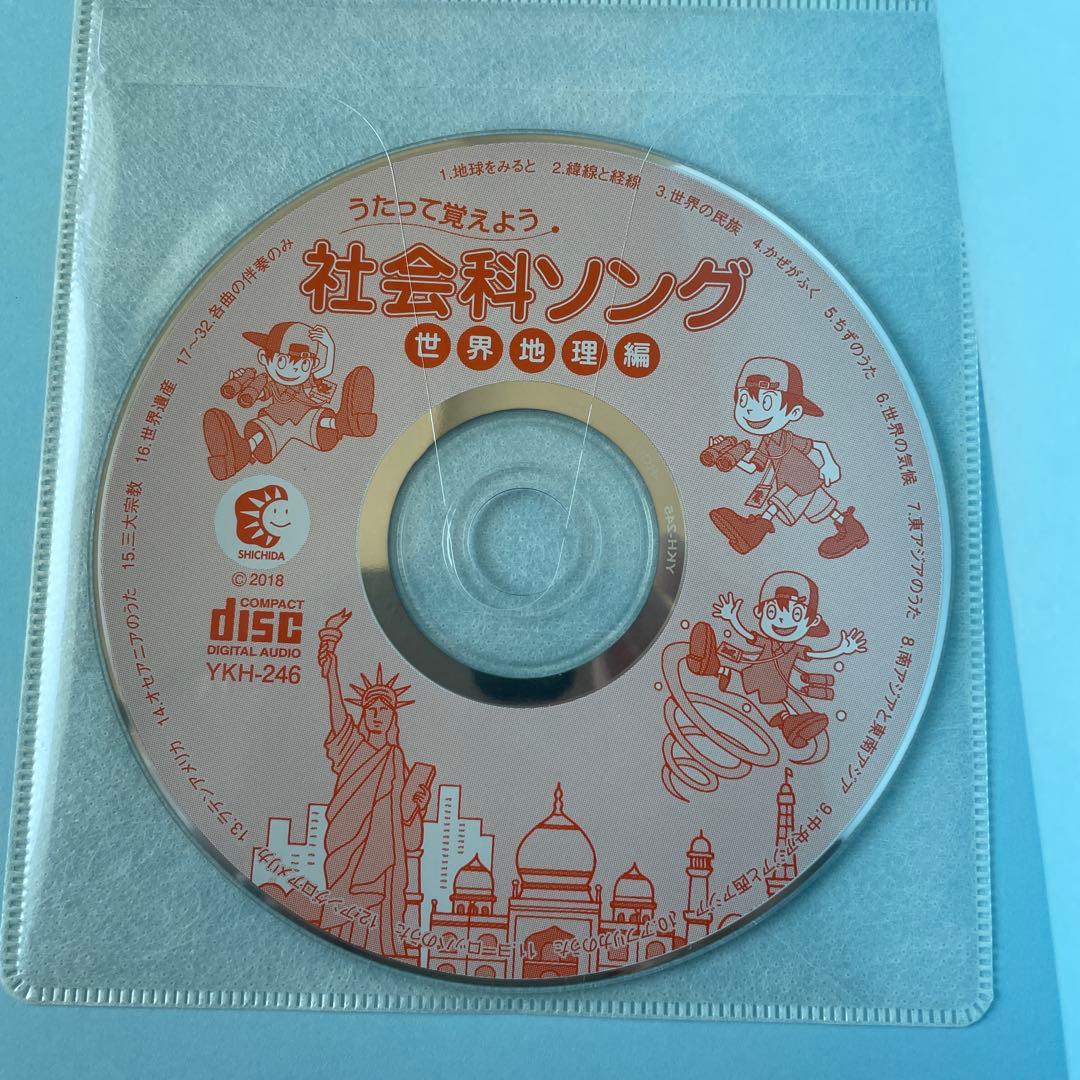 うたって覚えよう
社会科ソング
世界地理編
1.地球をみると
2.緯線と経線
3.世界の民族
4.かぜがふく
5.ちずのうた
6.世界の気候
7.東アジアのうた
8.南アジアと東南アジア
9.中央アジアと西アジア
10.アフリカのうた
11.ヨーロッパのうた
12.アングロアメリカ
13.ラテンアメリカ
14.オセアニアのうた
15.三大宗教
16.世界遺産
17〜32.各曲の伴奏のみ
SHICHIDA
©2018
COMPACT
disc
DIGITAL AUDIO
YKH-246
YKH-246